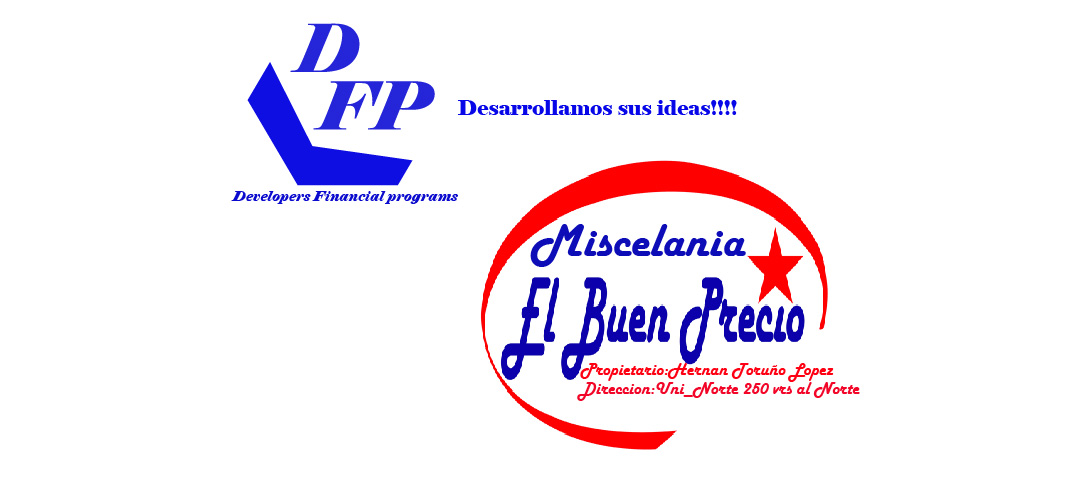 D
FP
Desarrollamos sus ideas!!!!
Developers Financial programs
Miscelania
El Buen Precio
Propietario:Hernan Toruño Lopez
Direccion:Uni_Norte 250 vrs al Norte